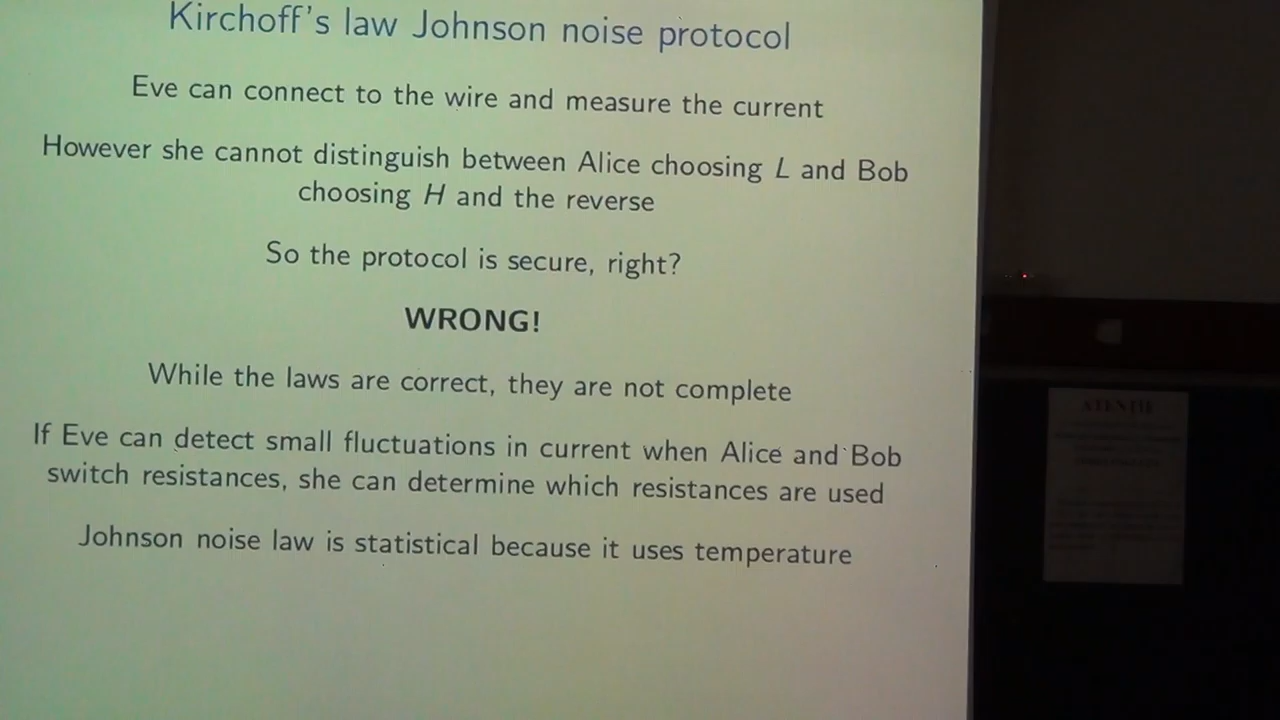 Kirchoff's law Johnson noise protocol
Eve can connect to the wire and measure the current
However she cannot distinguish between Alice choosing L and Bob
choosing H and the reverse
So the protocol is secure, right?
WRONG!
While the laws are correct, they are not complete
If Eve can detect small fluctuations in current when Alice and Bob
switch resistances, she can determine which resistances are used
Johnson noise law is statistical because it uses temperature
ATENTIE